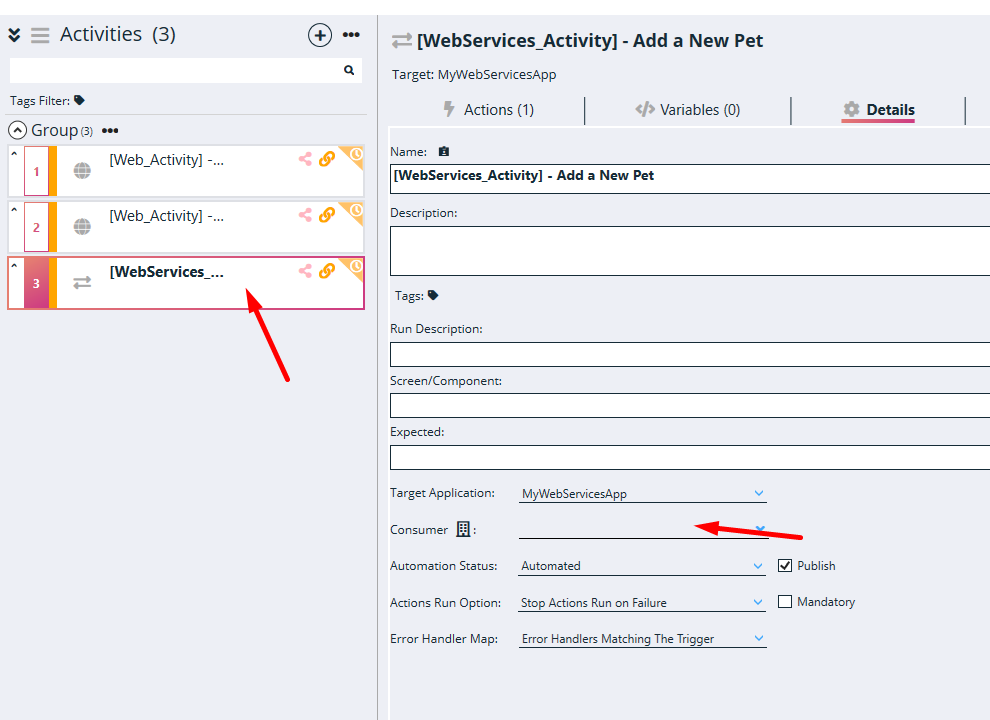 Activities (3)
Tags Filter:
Group (3)
1 [Web_Activity] -...
2 [Web_Activity] -...
3 [WebServices_...
[WebServices_Activity] - Add a New Pet
Target: MyWebServicesApp
Actions (1) Variables (0) Details
Name:
[WebServices_Activity] - Add a New Pet
Description:
Tags:
Run Description:
Screen/Component:
Expected:
Target Application: MyWebServicesApp
Consumer :
Automation Status: Automated Publish
Actions Run Option: Stop Actions Run on Failure Mandatory
Error Handler Map: Error Handlers Matching The Trigger